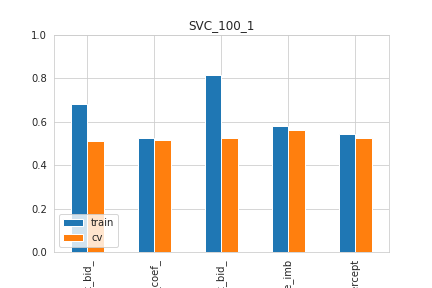 SVC_100_1
1.0
0.8
0.6
0.4
0.2
0.0
train
cv
_bid_
coef_
_bid_
e_imb
ercept